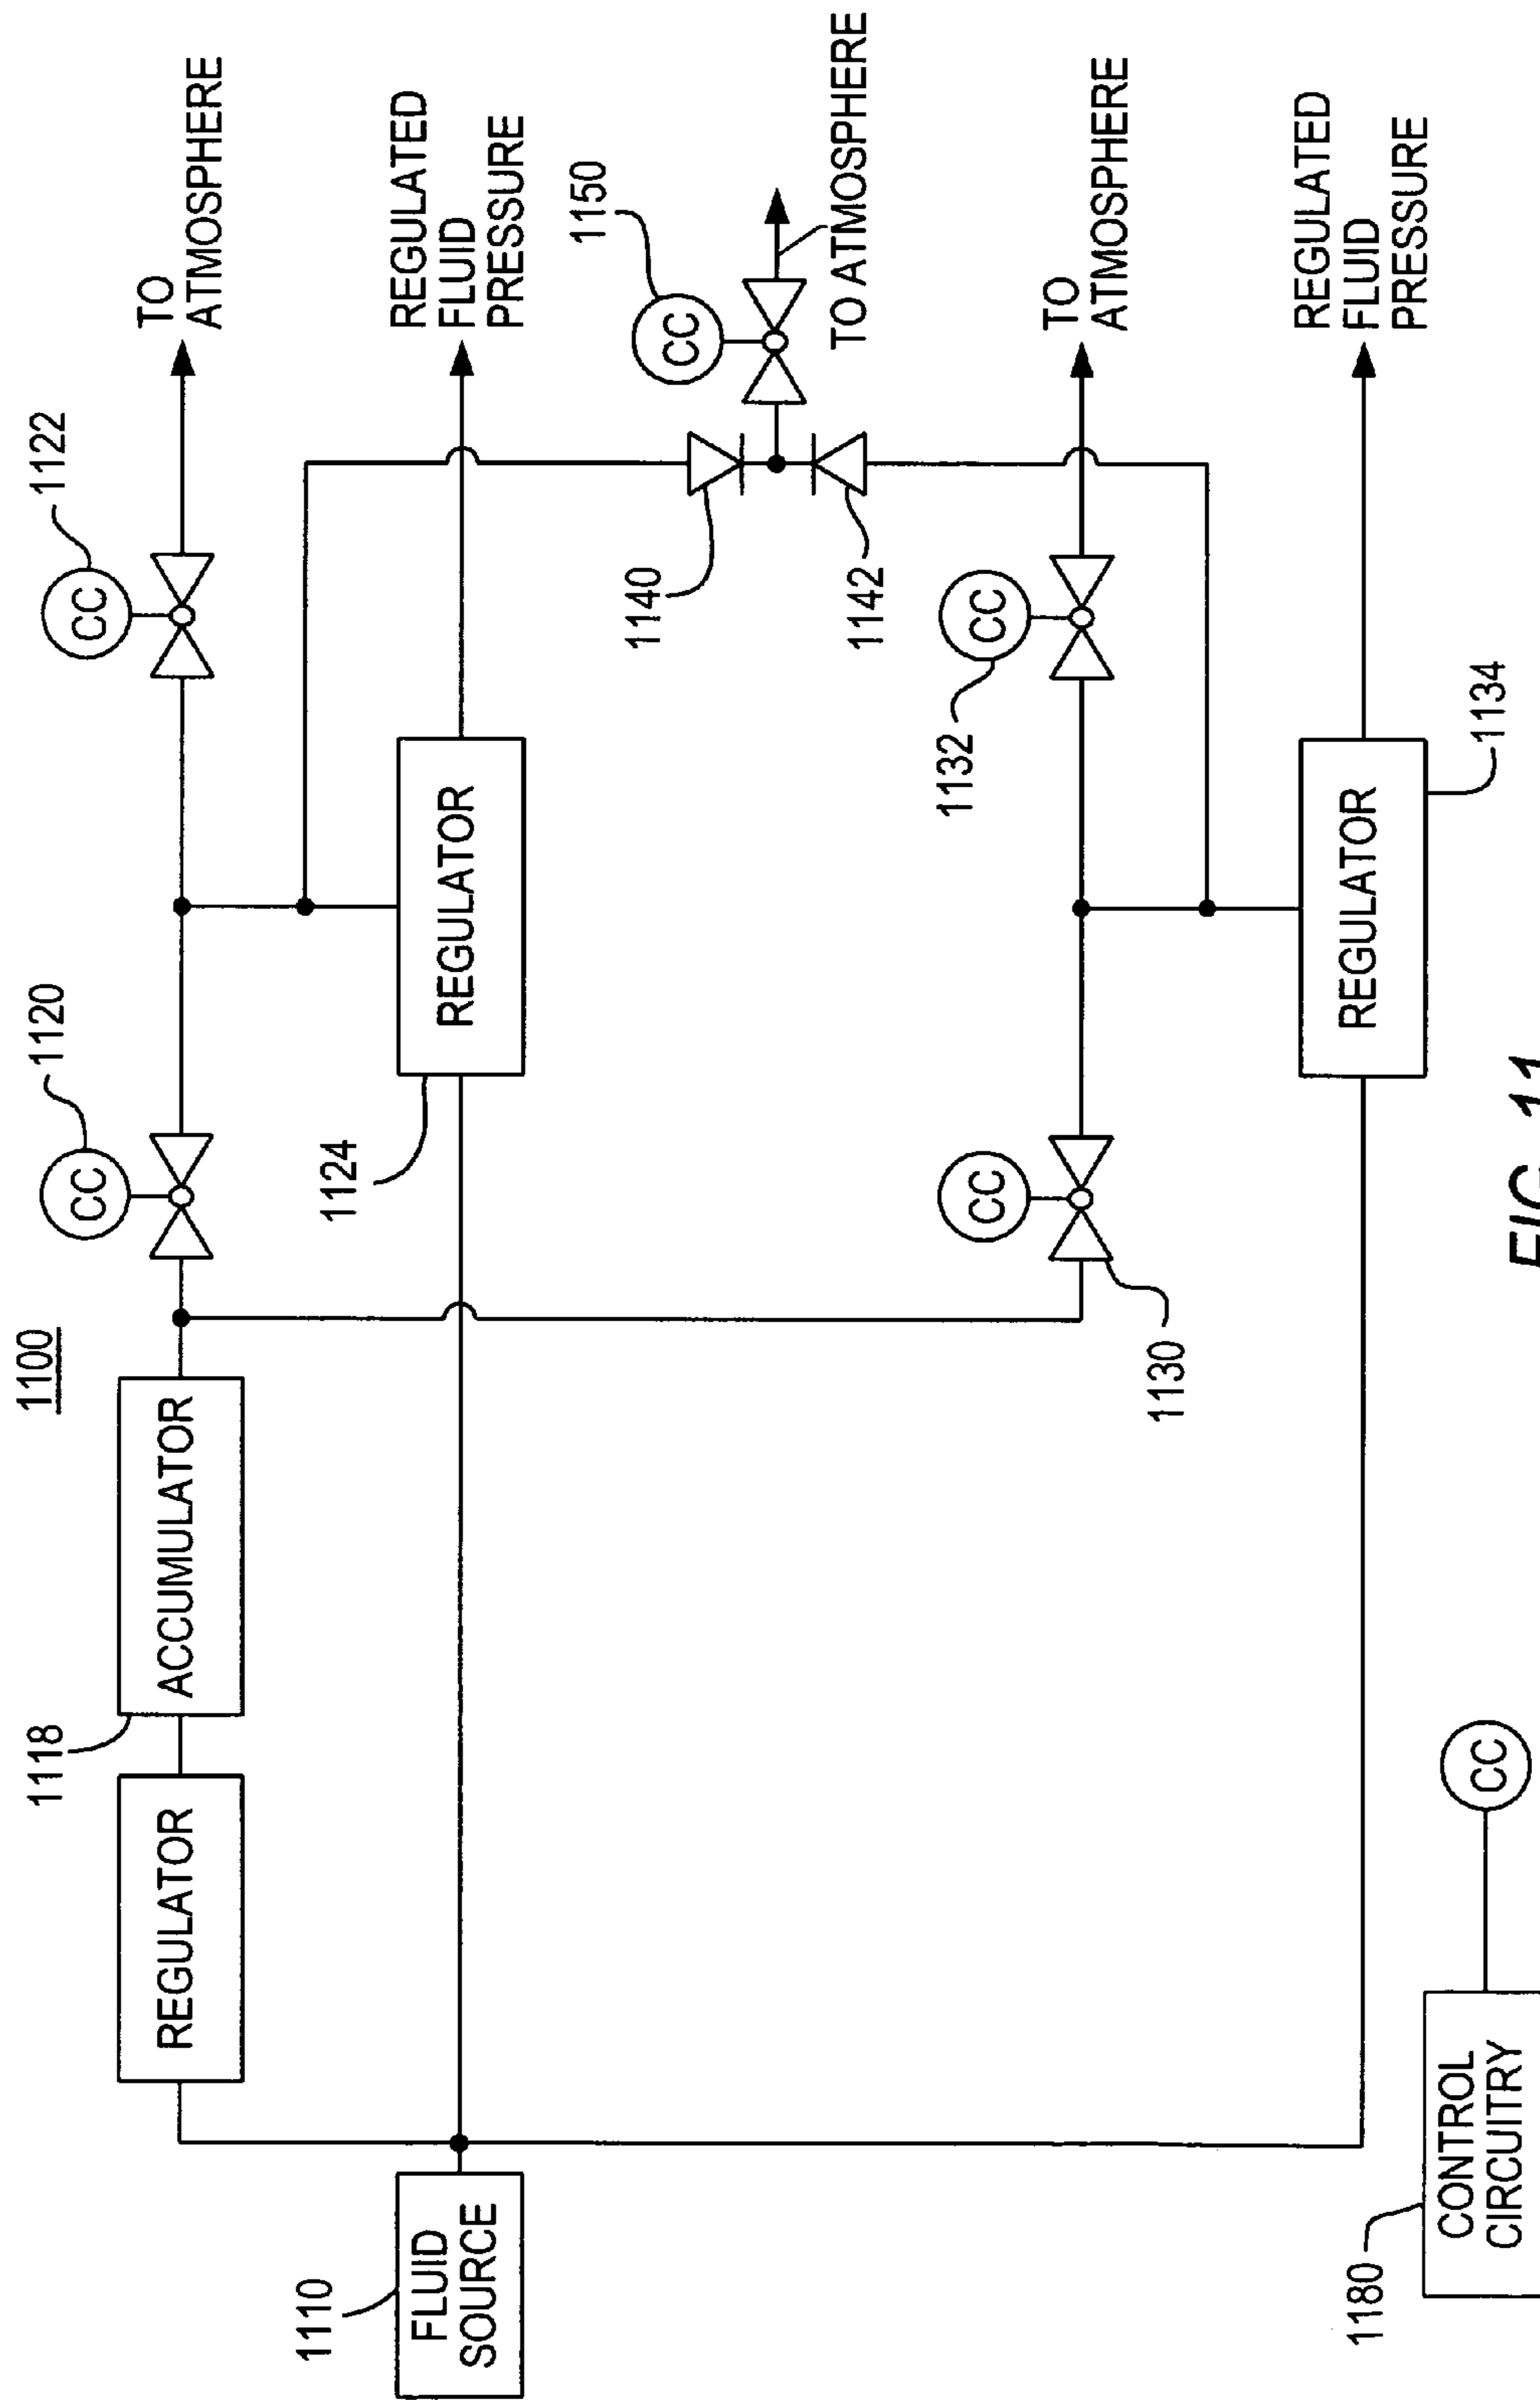 1100
1110
FLUID
SOURCE
REGULATOR
1118
ACCUMULATOR
1120
CC
1122
CC
TO
ATMOSPHERE
1124
REGULATOR
REGULATED
FLUID
PRESSURE
1140
1142
1150
CC
TO ATMOSPHERE
1130
CC
1132
CC
TO
ATMOSPHERE
REGULATOR
1134
REGULATED
FLUID
PRESSURE
1180
CONTROL
CIRCUITRY
CC
FIG. 11